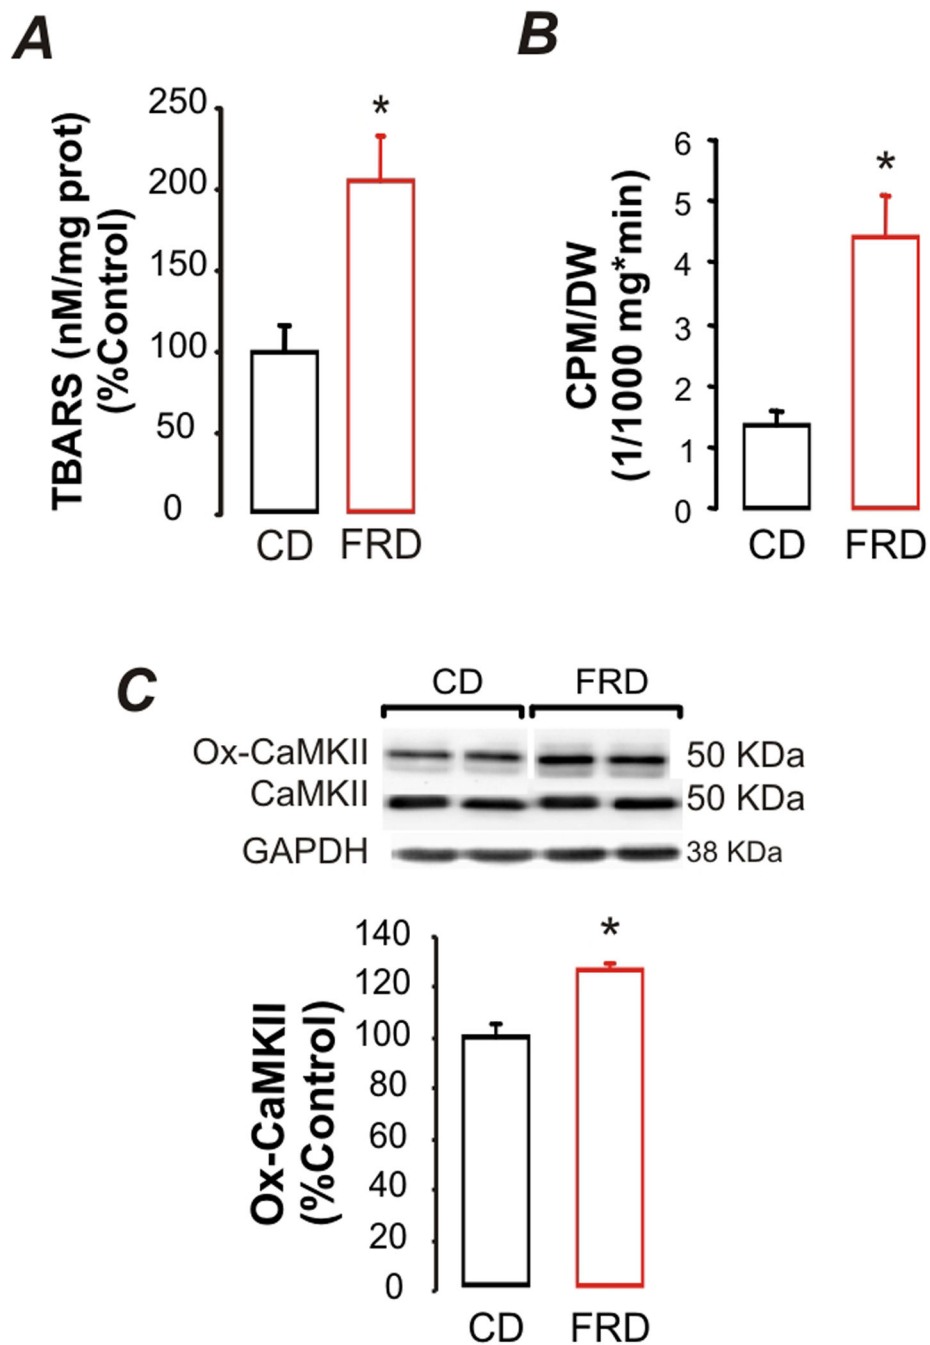 A
TBARS (nM/mg prot)
(%Control)
250
200
150
100
50
0
*
CD FRD
B
CPM/DW
(1/1000 mg*min)
6
5
4
3
2
1
0
*
CD FRD
C
CD FRD
Ox-CaMKII 50 KDa
CaMKII 50 KDa
GAPDH 38 KDa
Ox-CaMKII
(%Control)
140
120
100
80
60
40
20
0
*
CD FRD